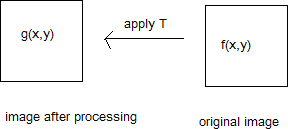 g(x,y)
apply T
f(x,y)
image after processing
original image